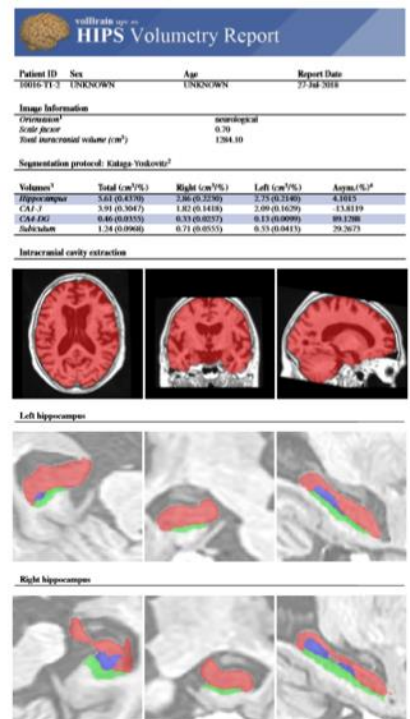 volBrain
HIPS Volumetry Report
Patient ID Sex Age Report Date
10016-T1-2 UNKNOWN UNKNOWN 27-Jul-2018
Image Information
Orientation¹ neurological
Scale factor 0.70
Total intracranial volume (cm³) 1284.10
Segmentation protocol: Kulaga-Yoskovitz²
Volumes³ Total (cm³/%) Right (cm³/%) Left (cm³/%) Asym.(%)⁴
Hippocampus 5.61 (0.4370) 2.86 (0.2230) 2.75 (0.2140) 4.1015
CA1-3 3.91 (0.3047) 1.82 (0.1418) 2.09 (0.1629) -13.8119
CA4-DG 0.46 (0.0355) 0.33 (0.0257) 0.13 (0.0099) 89.1288
Subiculum 1.24 (0.0968) 0.71 (0.0555) 0.53 (0.0413) 29.2673
Intracranial cavity extraction
Left hippocampus
Right hippocampus